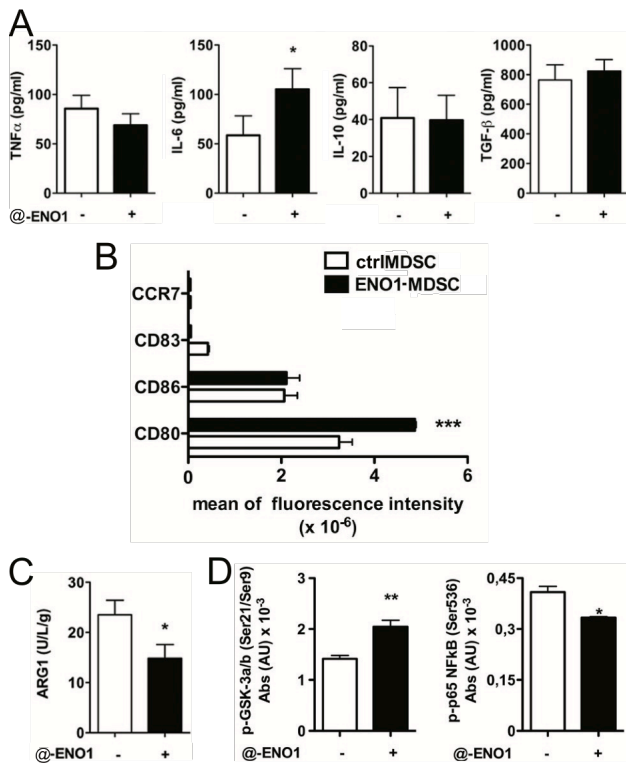 A
TNFα (pg/ml)
150
100
50
0
IL-6 (pg/ml)
150
100
50
0
*
IL-10 (pg/ml)
80
60
40
20
0
TGF-β (pg/ml)
1000
800
600
400
200
0
@-ENO1 - + - + - + - +
B
ctrlMDSC
ENO1-MDSC
CCR7
CD83
CD86
CD80
***
0 2 4 6
mean of fluorescence intensity
(x 10-6)
C
ARG1 (U/L/g)
30
20
10
0
*
@-ENO1 - +
D
p-GSK-3a/b (Ser21/Ser9)
Abs (AU) x 10-3
3
2
1
0
**
@-ENO1 - +
p-p65 NFkB (Ser536)
Abs (AU) x 10-3
0,45
0,3
0,15
0
*
@-ENO1 - +